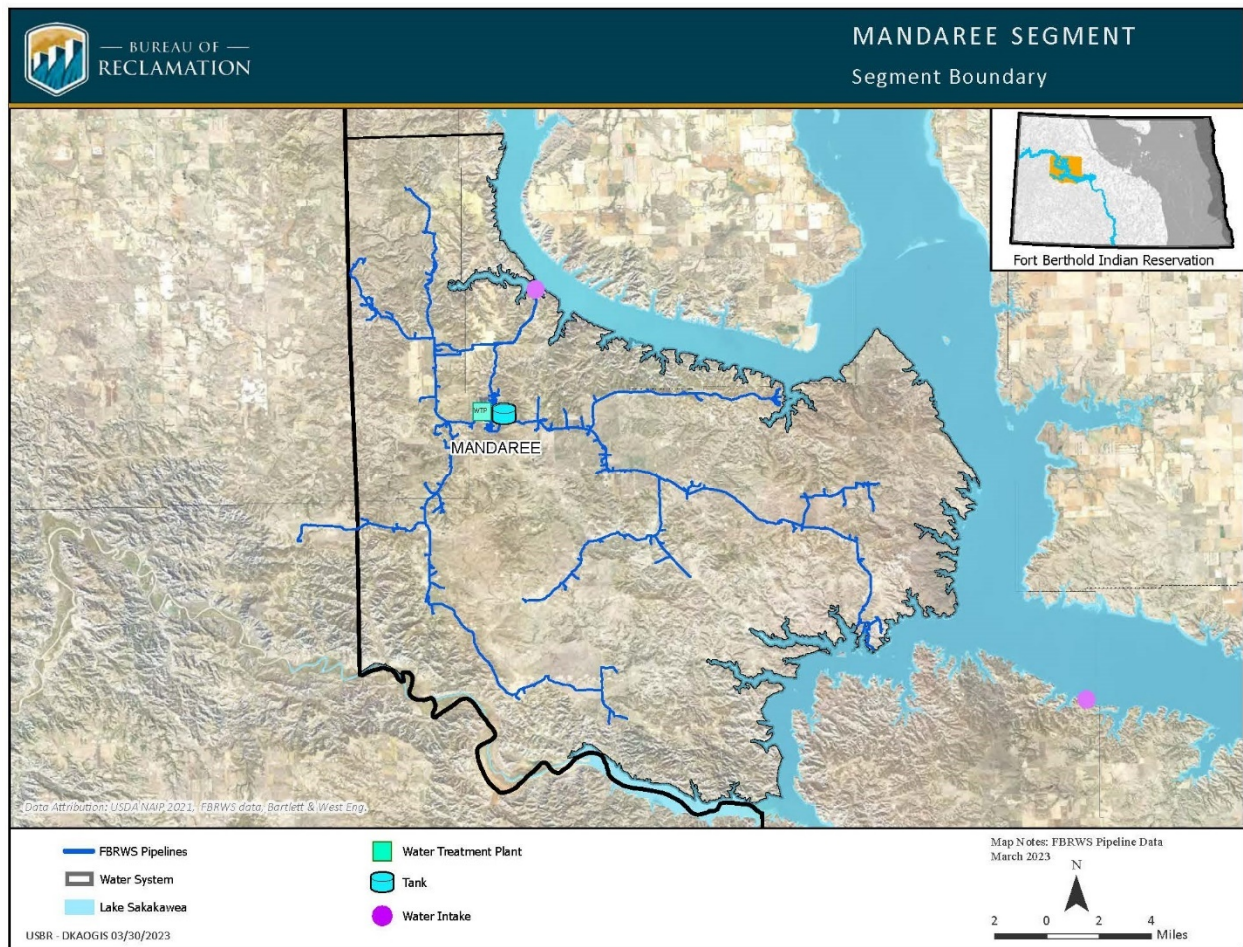 — BUREAU OF —
RECLAMATION
MANDAREE SEGMENT
Segment Boundary
Fort Berthold Indian Reservation
WTP
MANDAREE
Data Attribution: USDA NAIP 2021, FBRWS data, Bartlett & West Eng.
FBRWS Pipelines
Water System
Lake Sakakawea
Water Treatment Plant
Tank
Water Intake
Map Notes: FBRWS Pipeline Data
March 2023
N
2 0 2 4
Miles
USBR - DKAOGIS 03/30/2023